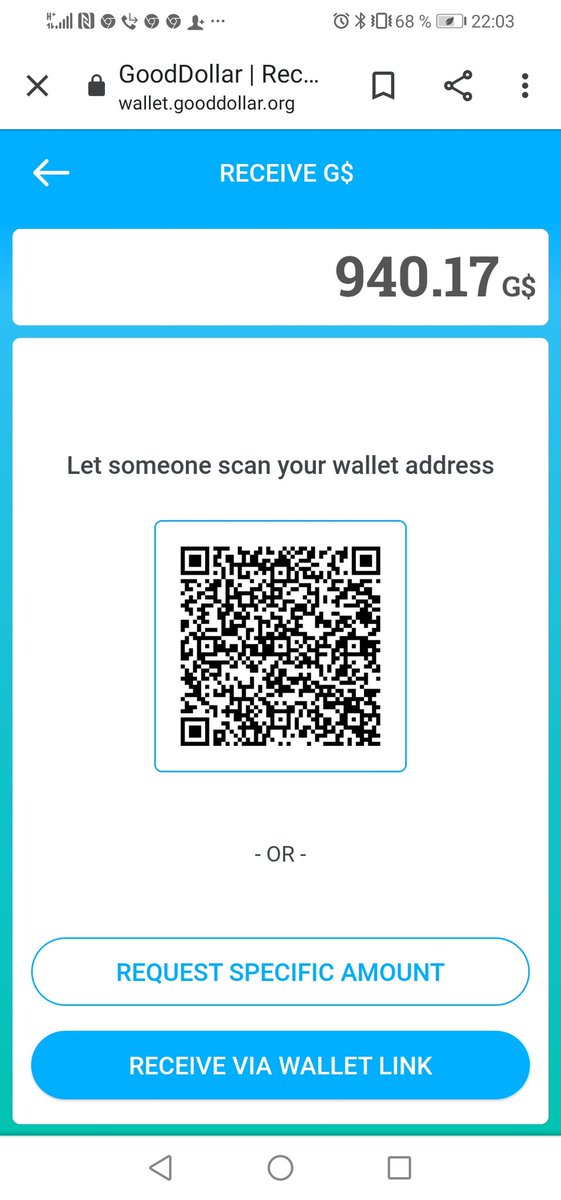 68 % 22:03
GoodDollar | Rec...
wallet.gooddollar.org
RECEIVE G$
940.17 G$
Let someone scan your wallet address
- OR -
REQUEST SPECIFIC AMOUNT
RECEIVE VIA WALLET LINK